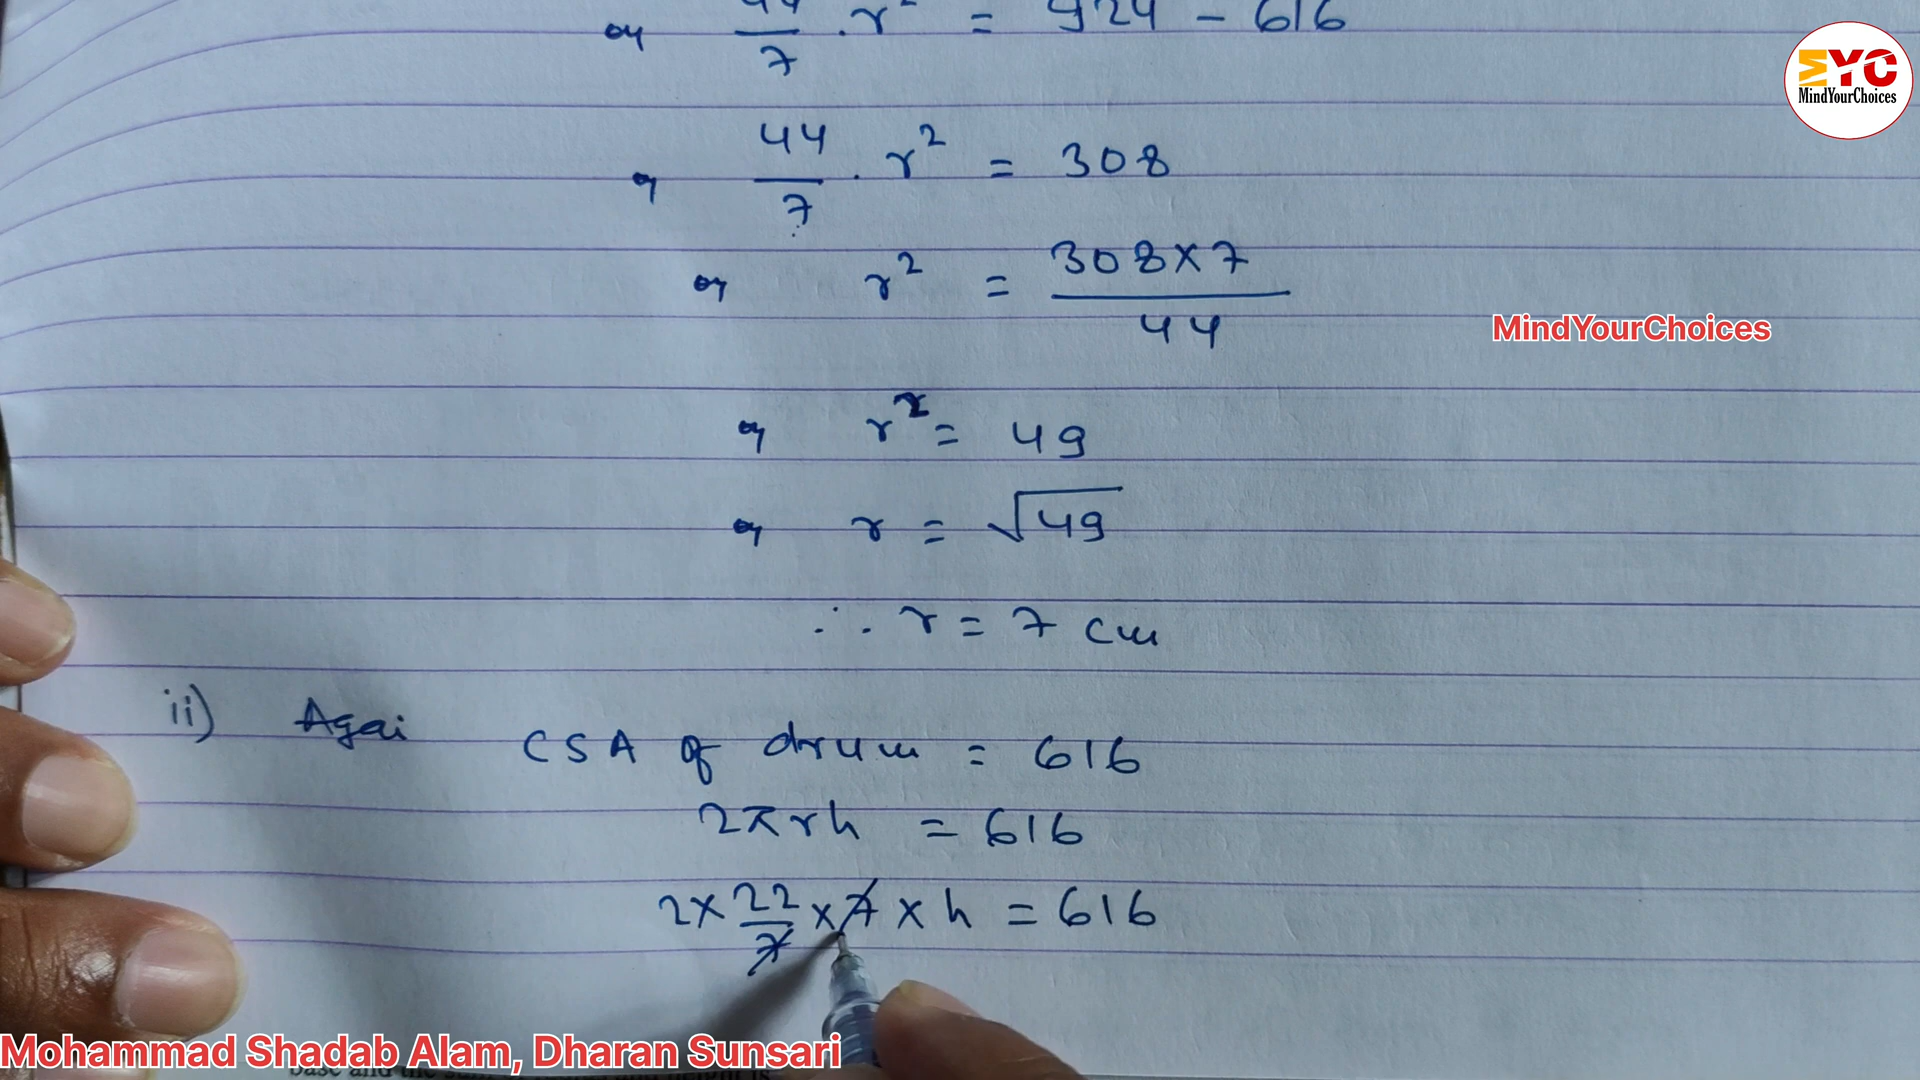 or 44/7 . r² = 924 - 616
MYC
MindYourChoices
or 44/7 . r² = 308
or r² = 308×7/44
MindYourChoices
or r² = 49
or r = √49
∴ r = 7 cm
ii) Agai CSA of drum = 616
2πrh = 616
2×22/7×7×h = 616
Mohammad Shadab Alam, Dharan Sunsari